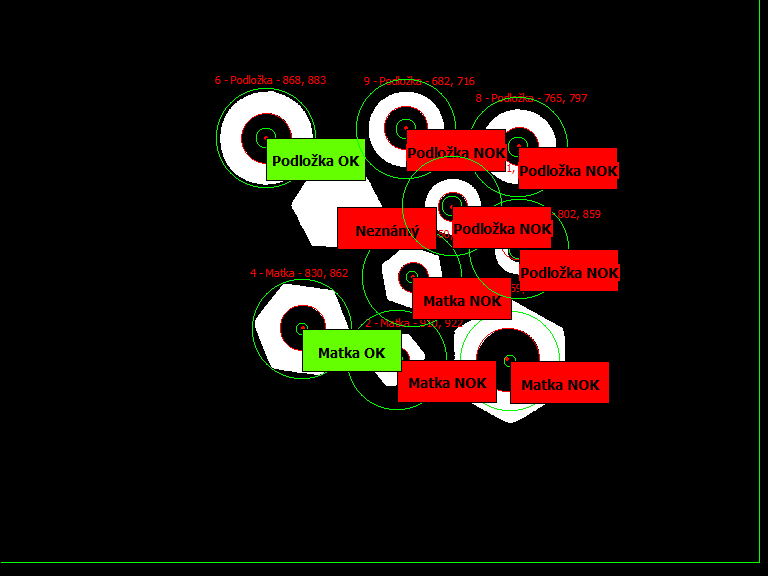 6 - Podložka - 868, 883
9 - Podložka - 682, 716
8 - Podložka - 765, 797
Podložka OK
Podložka NOK
Podložka NOK
802, 859
Neznámý
Podložka NOK
4 - Matka - 830, 862
Podložka NOK
Matka NOK
2 - Matka
Matka OK
Matka NOK
Matka NOK